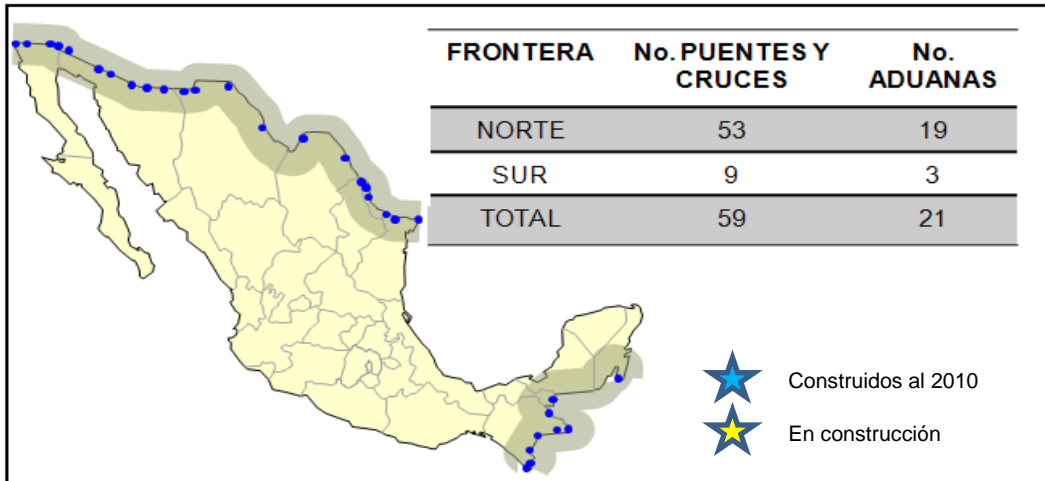 FRONTERA No. PUENTES Y CRUCES No. ADUANAS
NORTE 53 19
SUR 9 3
TOTAL 59 21
Construidos al 2010
En construcción